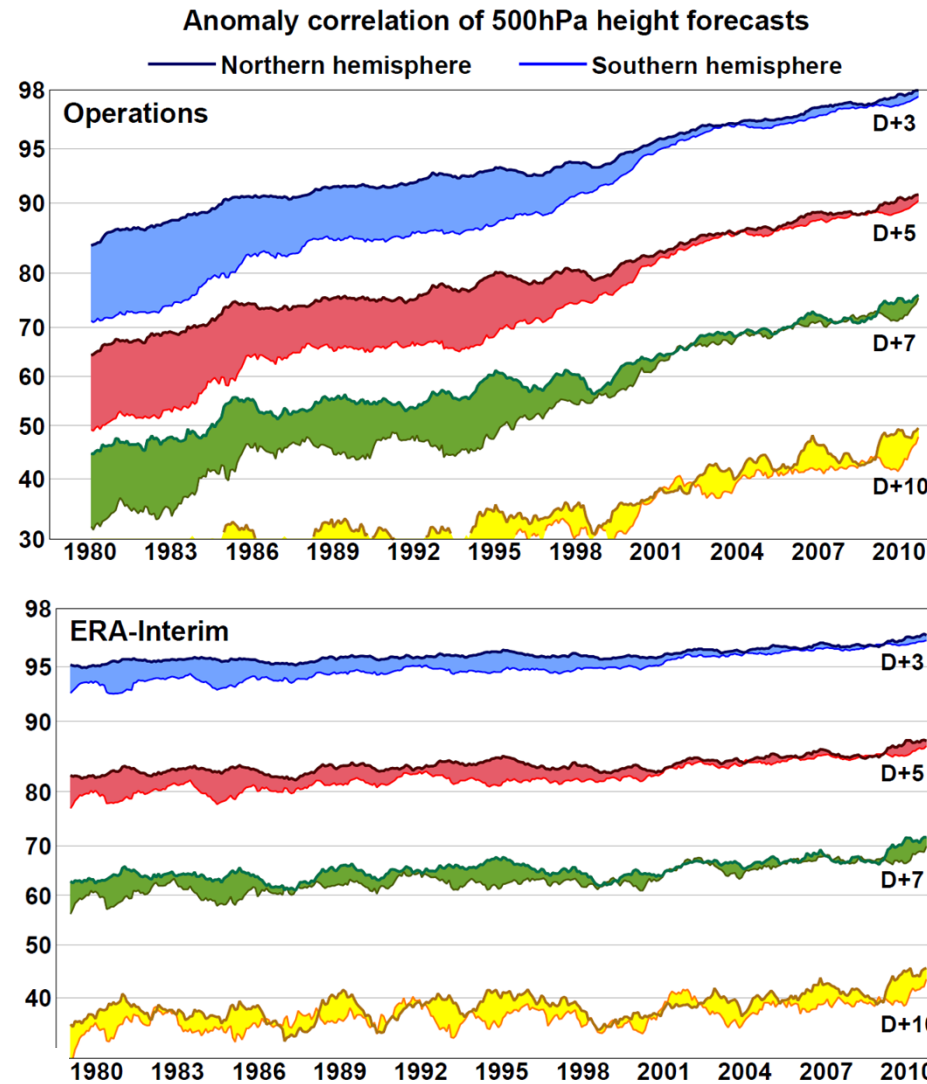 Anomaly correlation of 500hPa height forecasts
Northern hemisphere Southern hemisphere
98
Operations
D+3
95
90
D+5
80
70
D+7
60
50
40
D+10
30
1980 1983 1986 1989 1992 1995 1998 2001 2004 2007 2010
98
ERA-Interim
95
D+3
90
D+5
80
70
D+7
60
50
40
D+10
1980 1983 1986 1989 1992 1995 1998 2001 2004 2007 2010